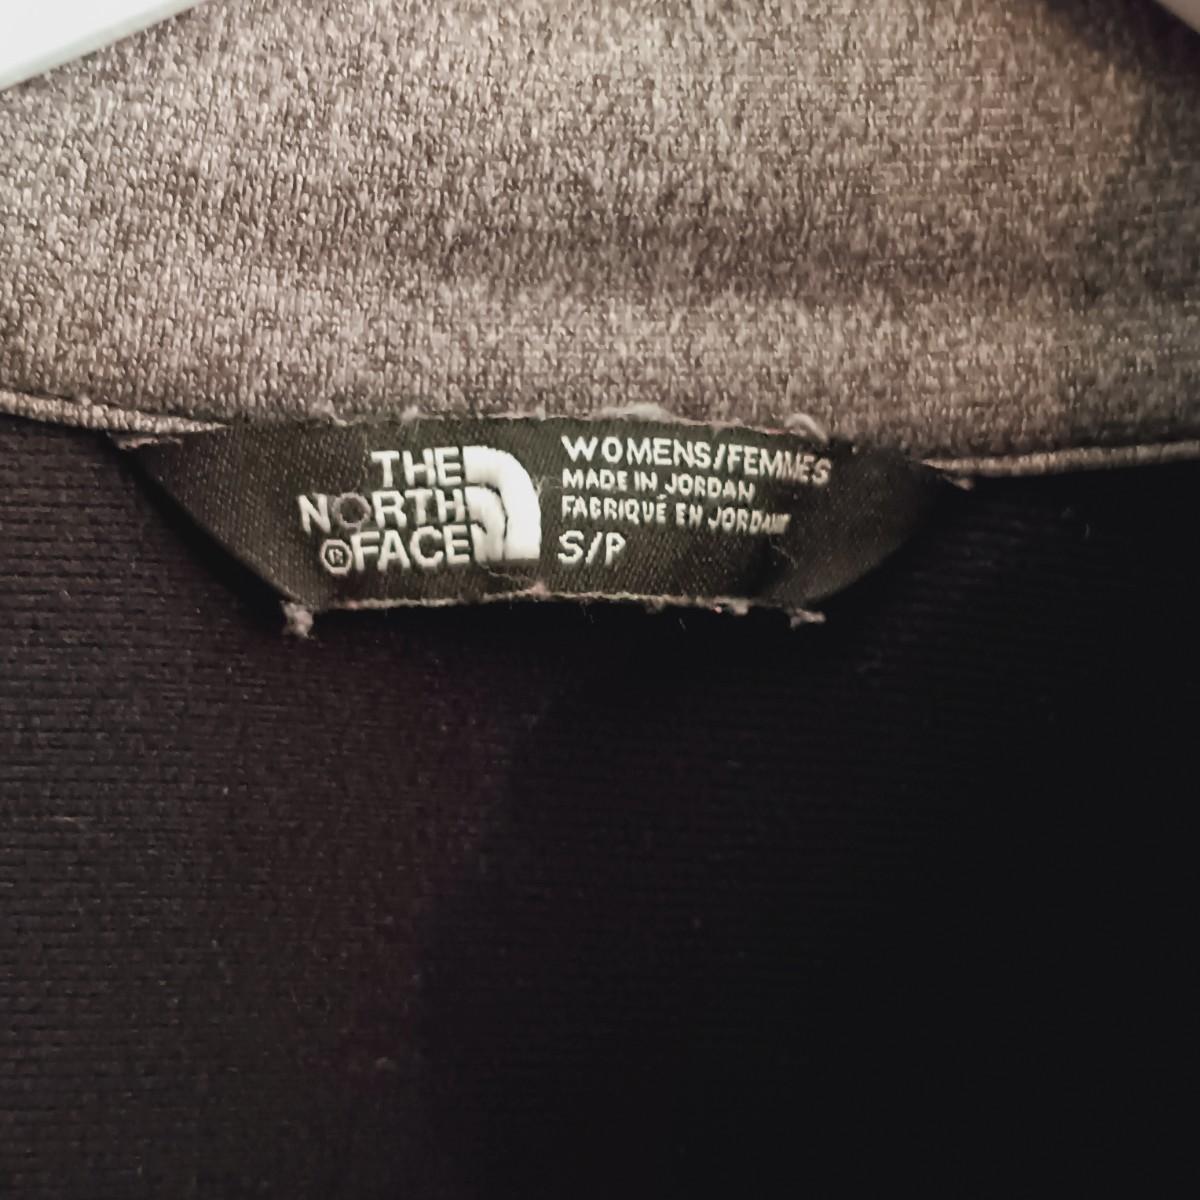 THE
NORTH
® FACE
WOMENS/FEMMES
MADE IN JORDAN
FABRIQUÉ EN JORDANIE
S/P